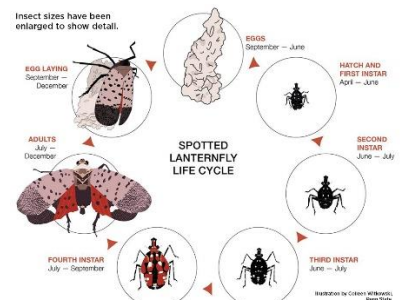 Insect sizes have been
enlarged to show detail.
EGGS
September — June
HATCH AND
FIRST INSTAR
April — June
SECOND
INSTAR
June — July
THIRD INSTAR
June — July
FOURTH INSTAR
July — September
ADULTS
July —
December
EGG LAYING
September —
December
SPOTTED
LANTERNFLY
LIFE CYCLE
Illustration by Colleen Witkowski,
Penn State